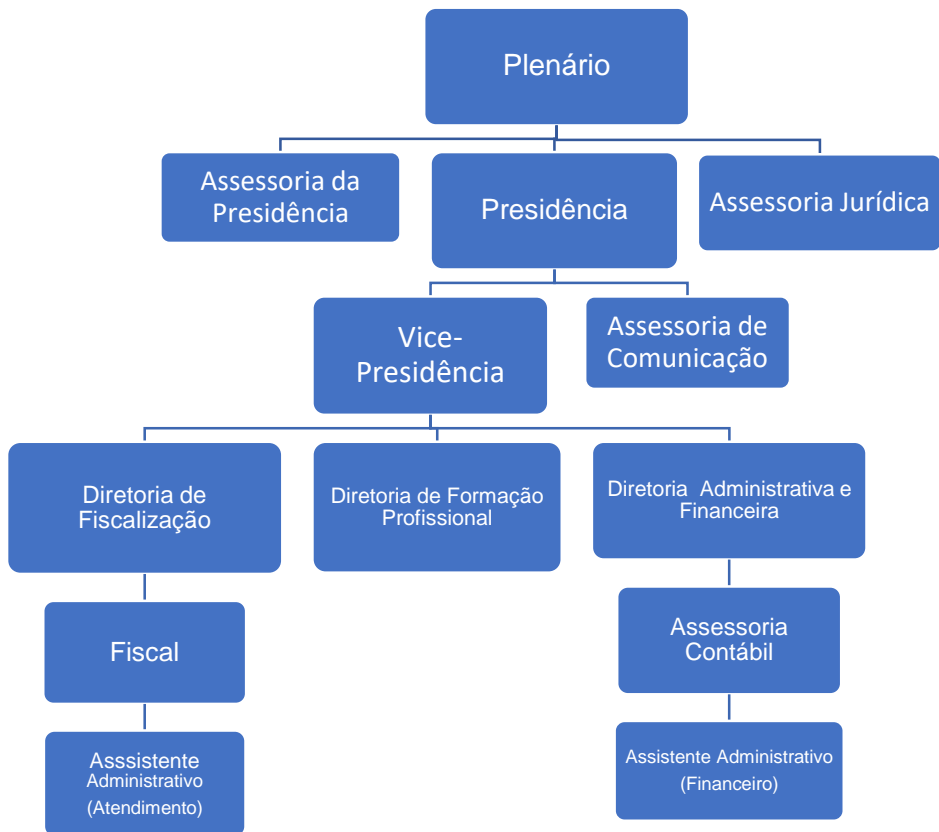 Plenário
Assessoria da
Presidência
Presidência
Assessoria Jurídica
Vice-
Presidência
Assessoria de
Comunicação
Diretoria de
Fiscalização
Diretoria de Formação
Profissional
Diretoria Administrativa e
Financeira
Fiscal
Assessoria
Contábil
Asssistente
Administrativo
(Atendimento)
Assistente Administrativo
(Financeiro)